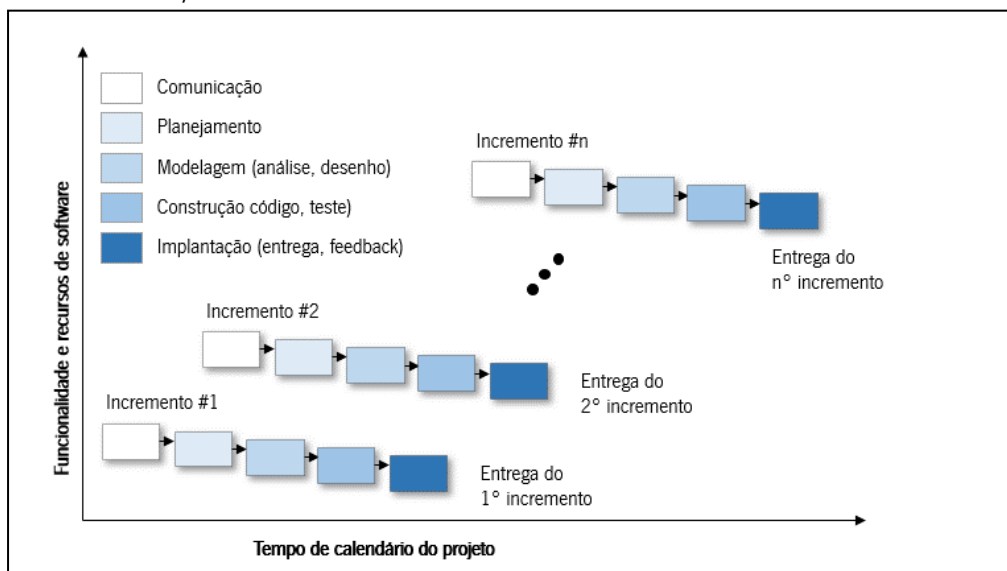 Comunicação
Planejamento
Modelagem (análise, desenho)
Construção código, teste)
Implantação (entrega, feedback)
Incremento #n
Entrega do
n° incremento
Incremento #2
Entrega do
2° incremento
Incremento #1
Entrega do
1° incremento
Funcionalidade e recursos de software
Tempo de calendário do projeto